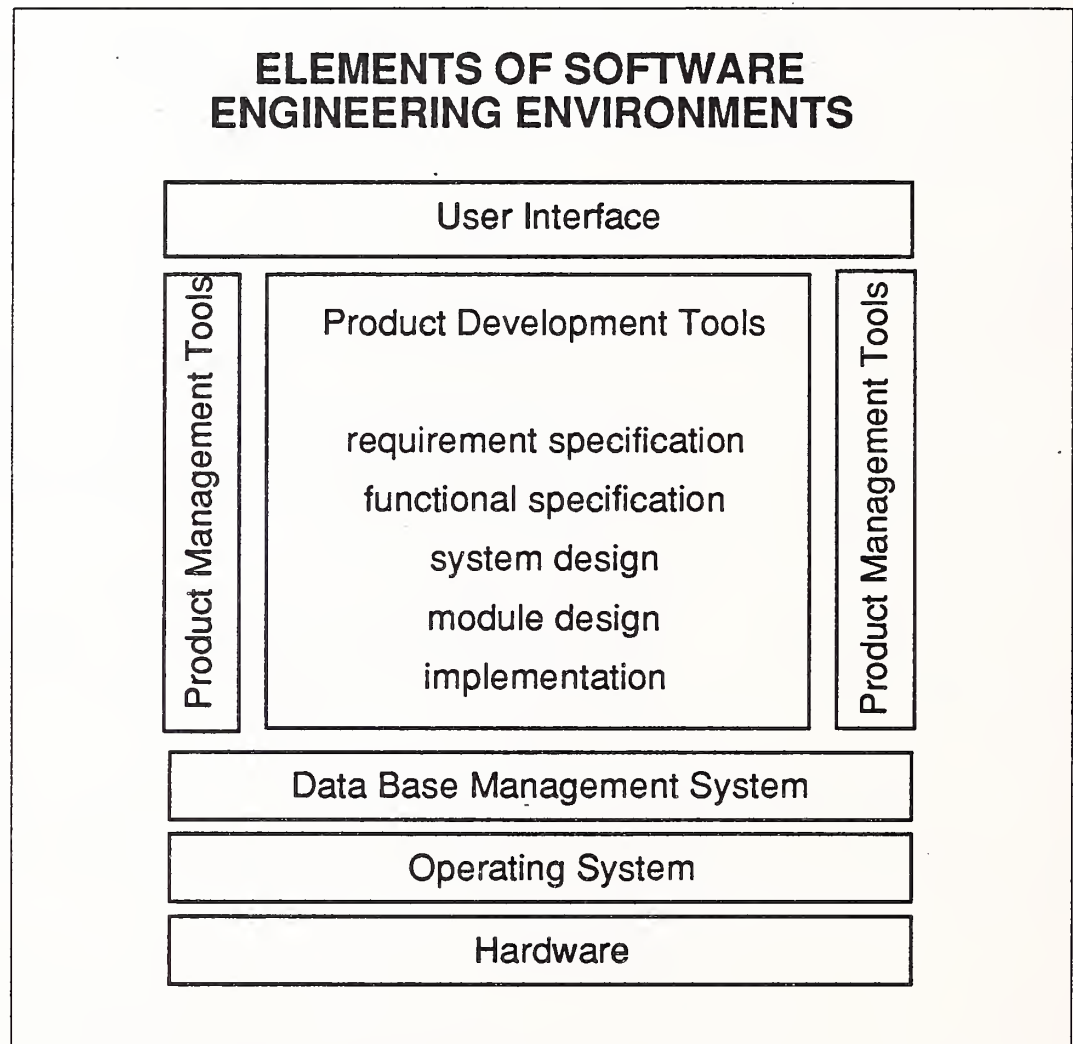 ELEMENTS OF SOFTWARE
ENGINEERING ENVIRONMENTS
User Interface
Product Management Tools
Product Development Tools
requirement specification
functional specification
system design
module design
implementation
Product Management Tools
Data Base Management System
Operating System
Hardware